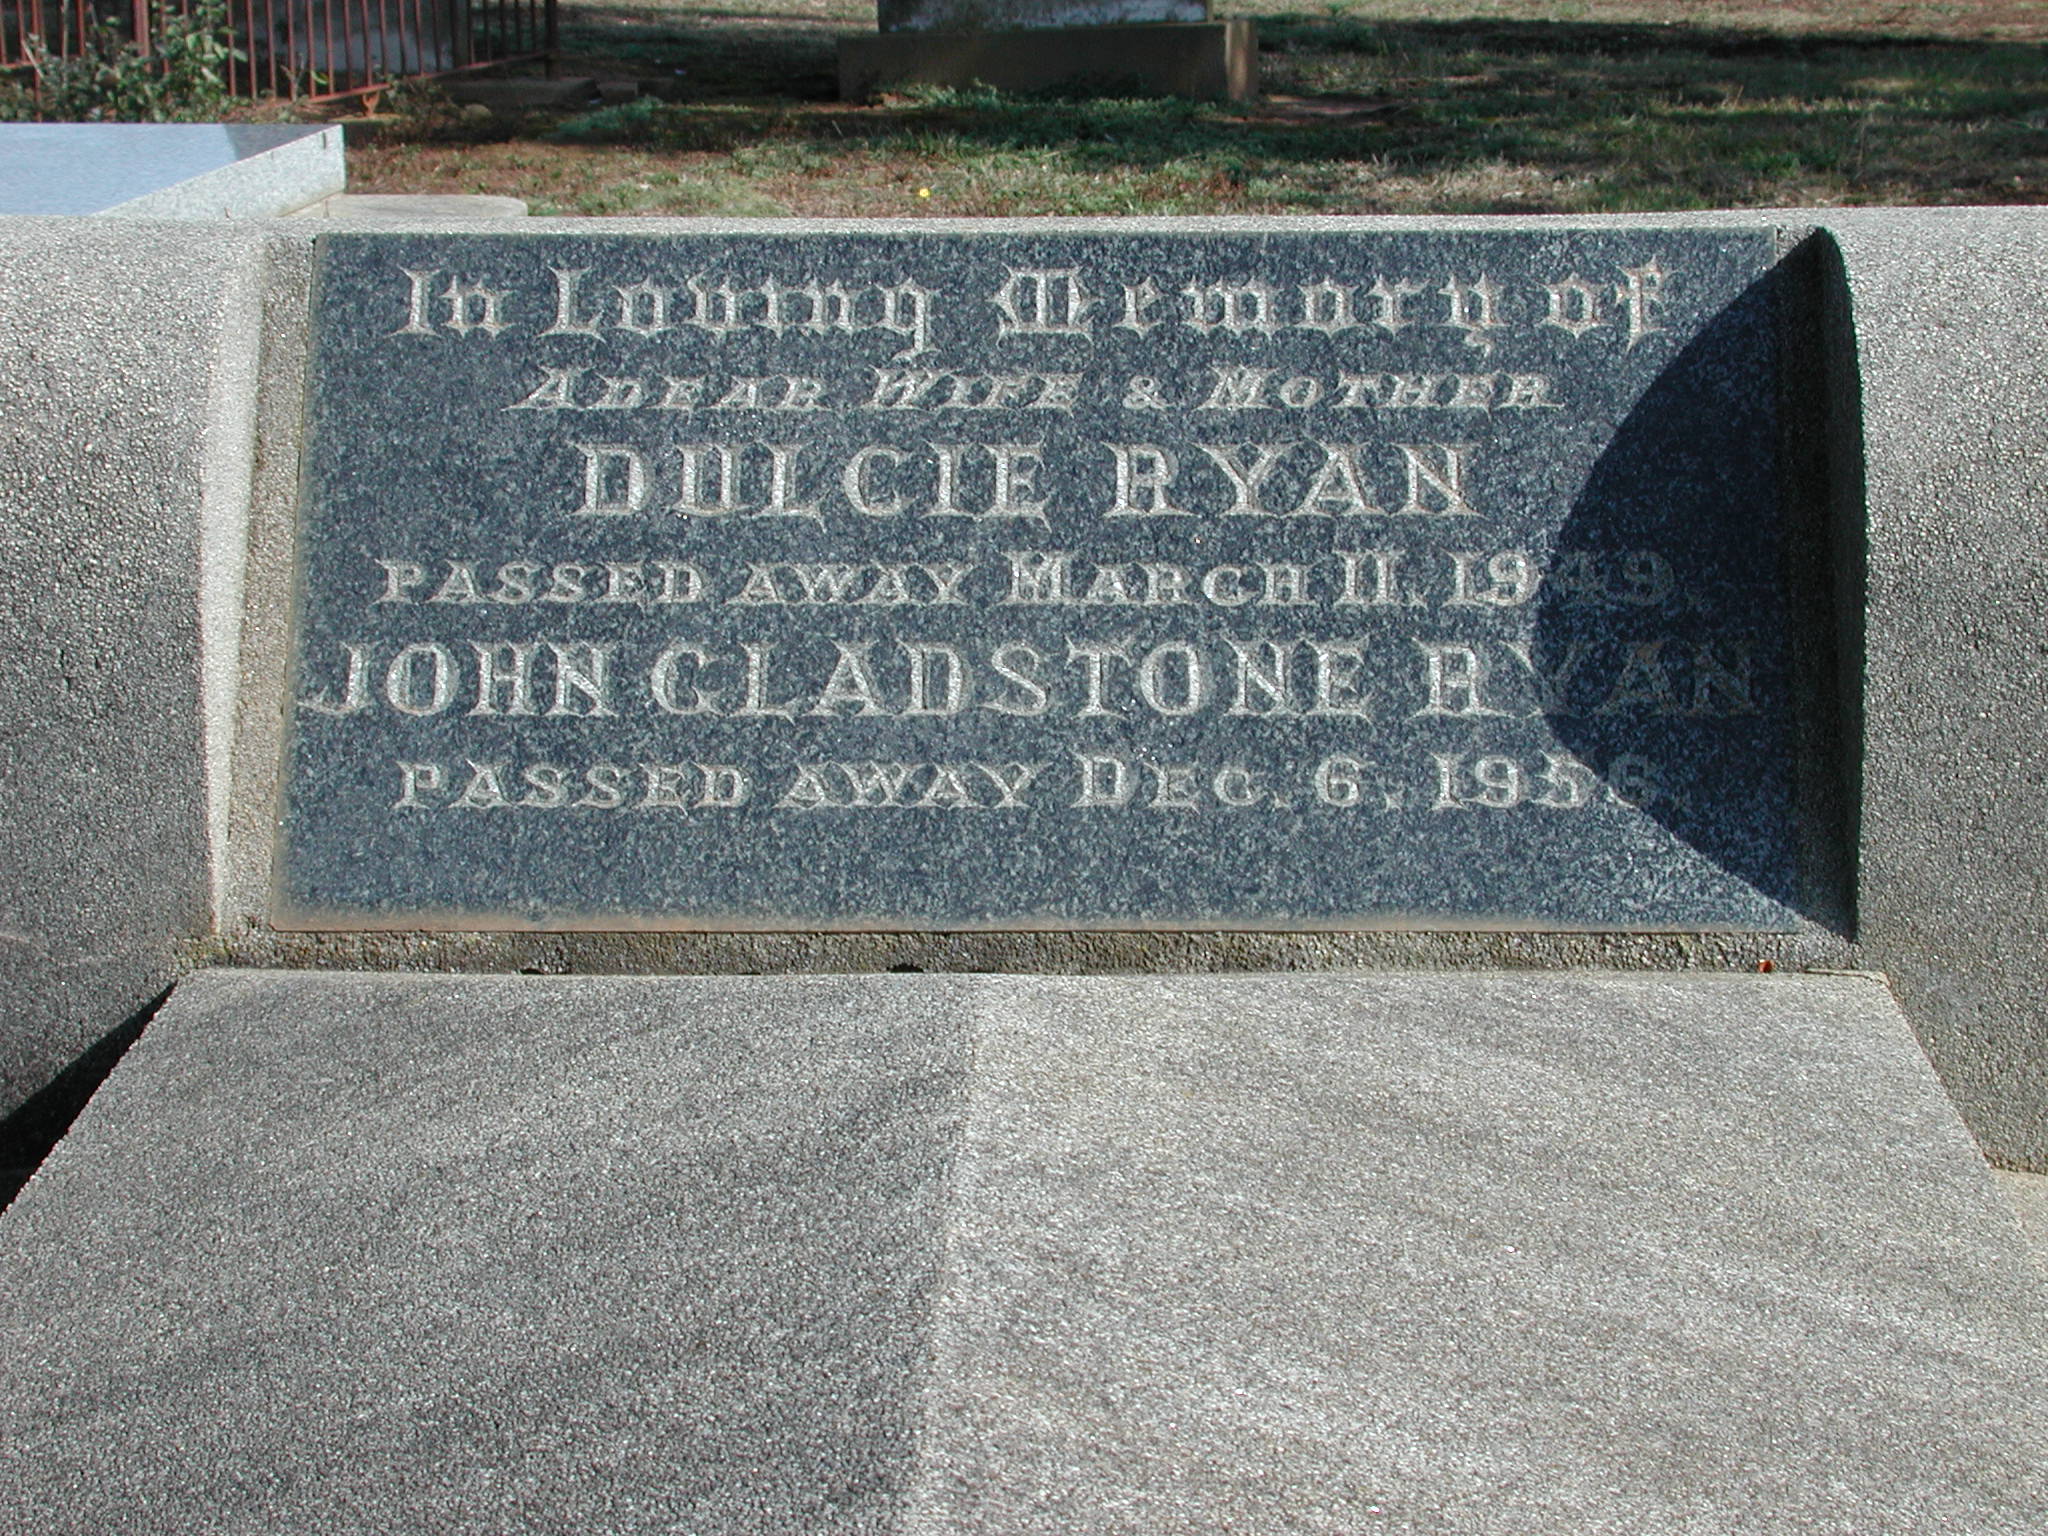 In Loving Memory of
A DEAR WIFE & MOTHER
DULCIE RYAN
PASSED AWAY MARCH 11, 1949,
JOHN GLADSTONE RYAN
PASSED AWAY DEC. 6, 1956.